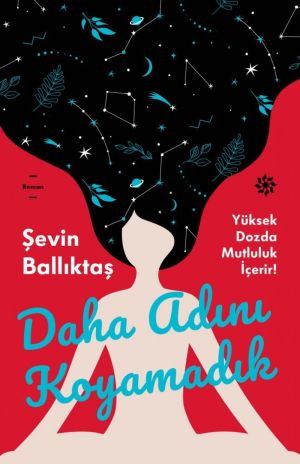 Roman
Şevin
Ballıktaş
Yüksek
Dozda
Mutluluk
İçerir!
Daha Adını
Koyamadık